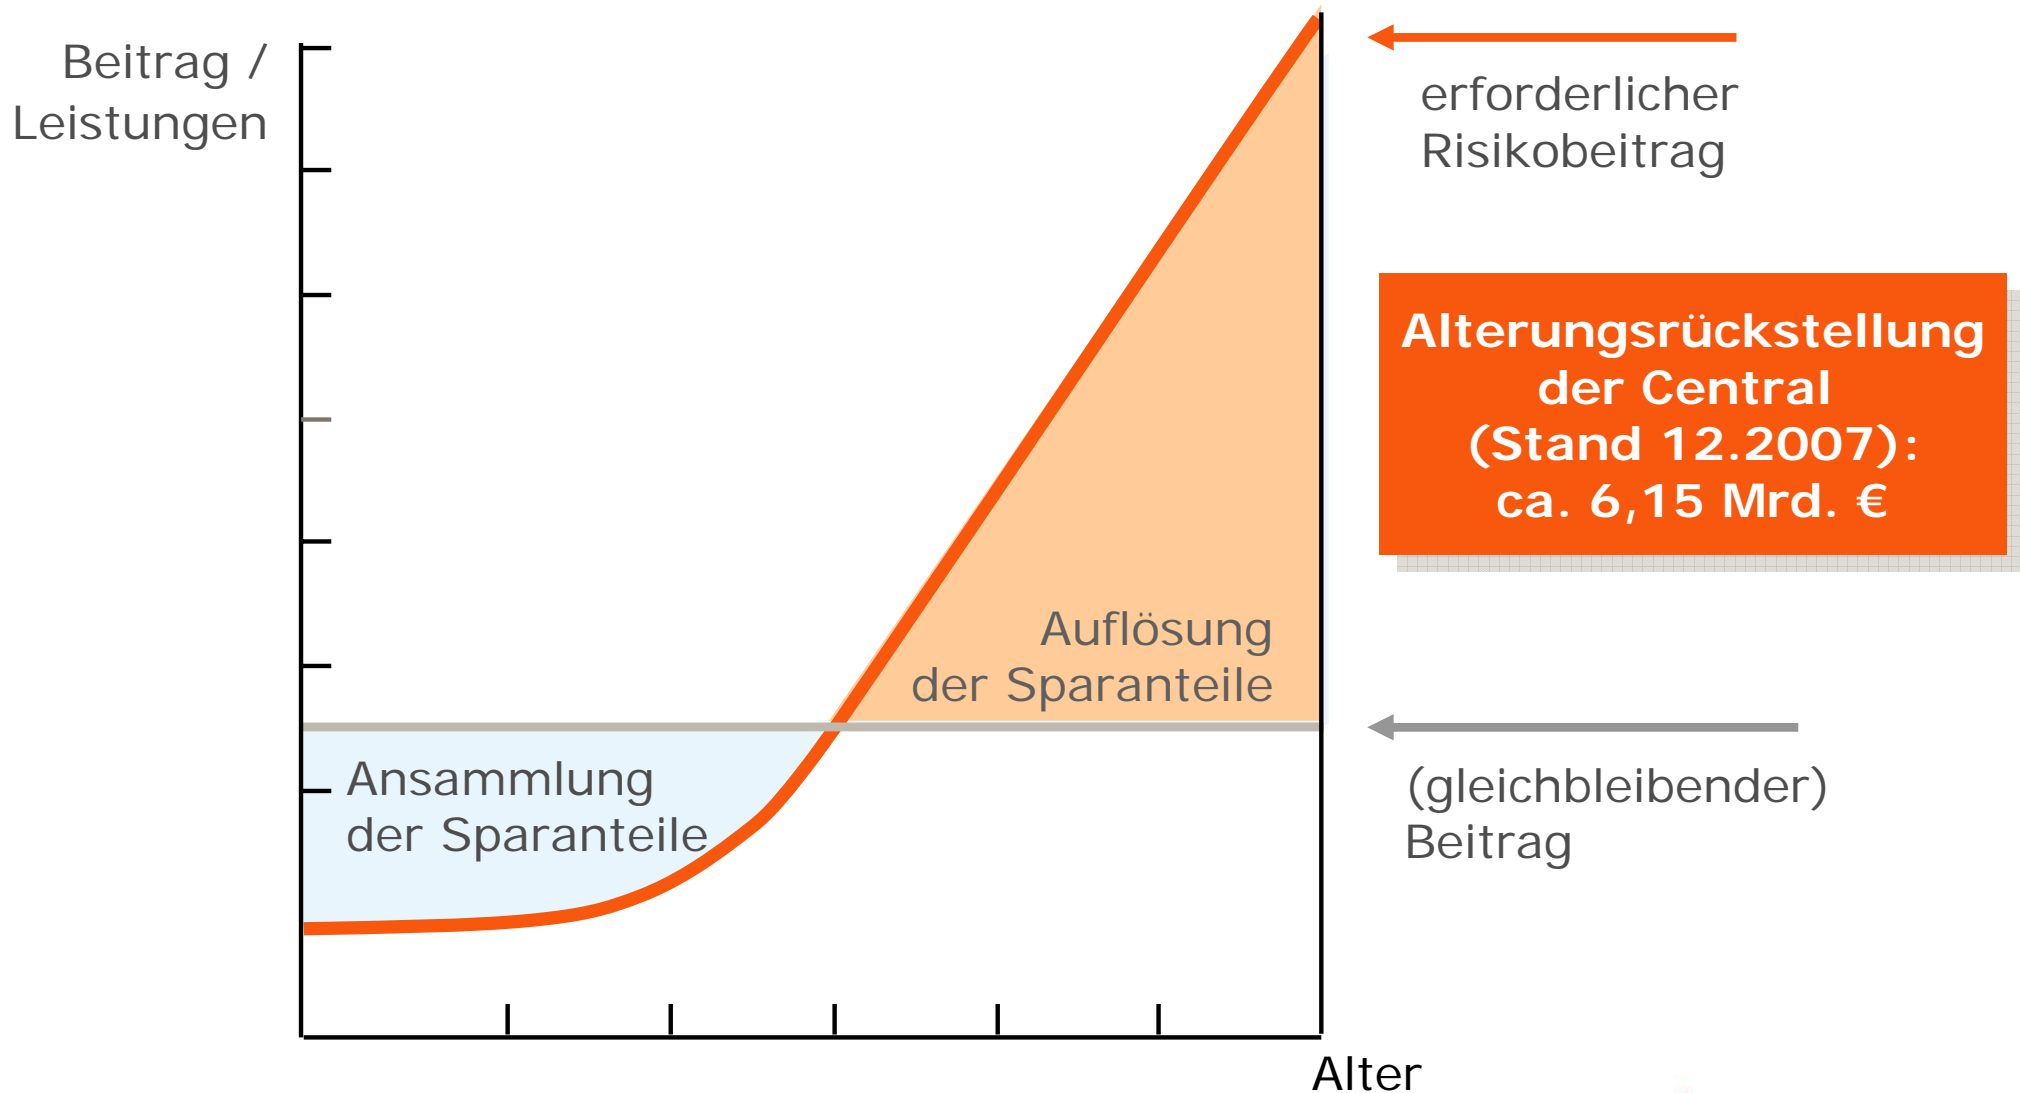 Beitrag /
Leistungen
erforderlicher
Risikobeitrag
Alterungsrückstellung
der Central
(Stand 12.2007):
ca. 6,15 Mrd. €
Auflösung
der Sparanteile
Ansammlung
der Sparanteile
(gleichbleibender)
Beitrag
Alter